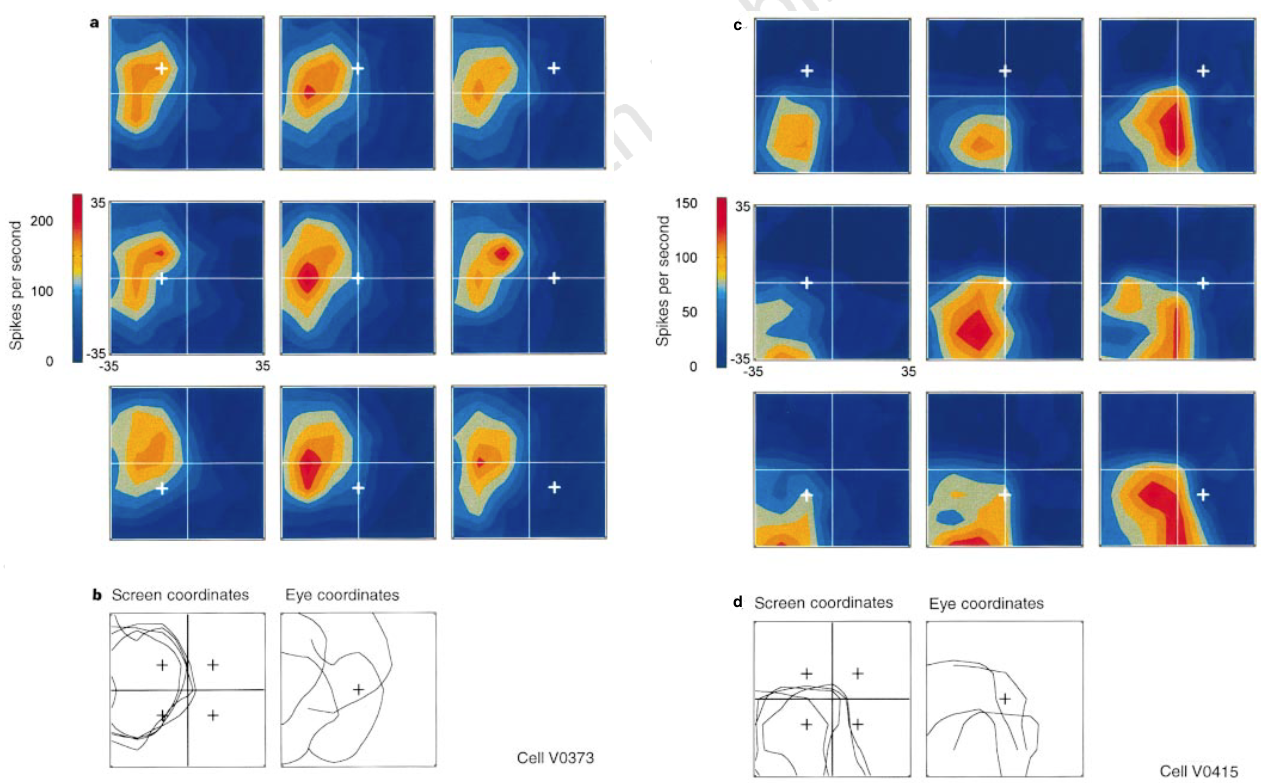 a
Spikes per second
200
100
0
35
-35
-35
35
b Screen coordinates
Eye coordinates
Cell V0373
c
Spikes per second
150
100
50
0
35
-35
-35
35
d Screen coordinates
Eye coordinates
Cell V0415